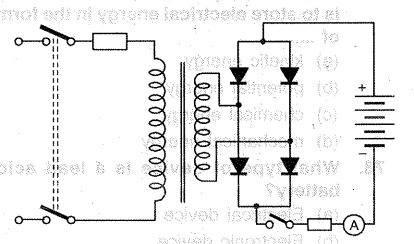 is to store electrical energy in the form
of ......
(a) kinetic energy
(b) potential energy
(c) chemical energy
(d) mechanical energy
73. What type of device is a lead acid
battery?
(a) Electrical device
(b) Electronic device
+
−
A